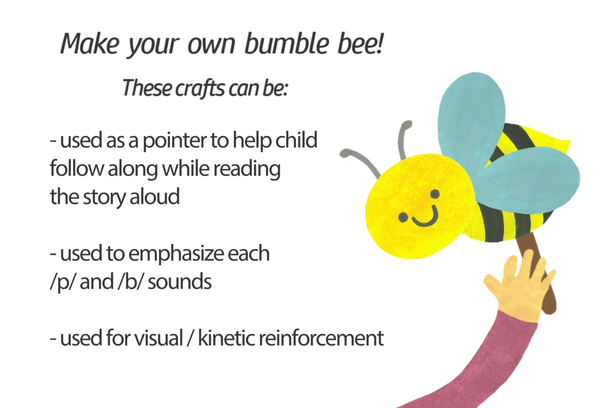 Make your own bumble bee!
These crafts can be:
- used as a pointer to help child
follow along while reading
the story aloud
- used to emphasize each
/p/ and /b/ sounds
- used for visual / kinetic reinforcement